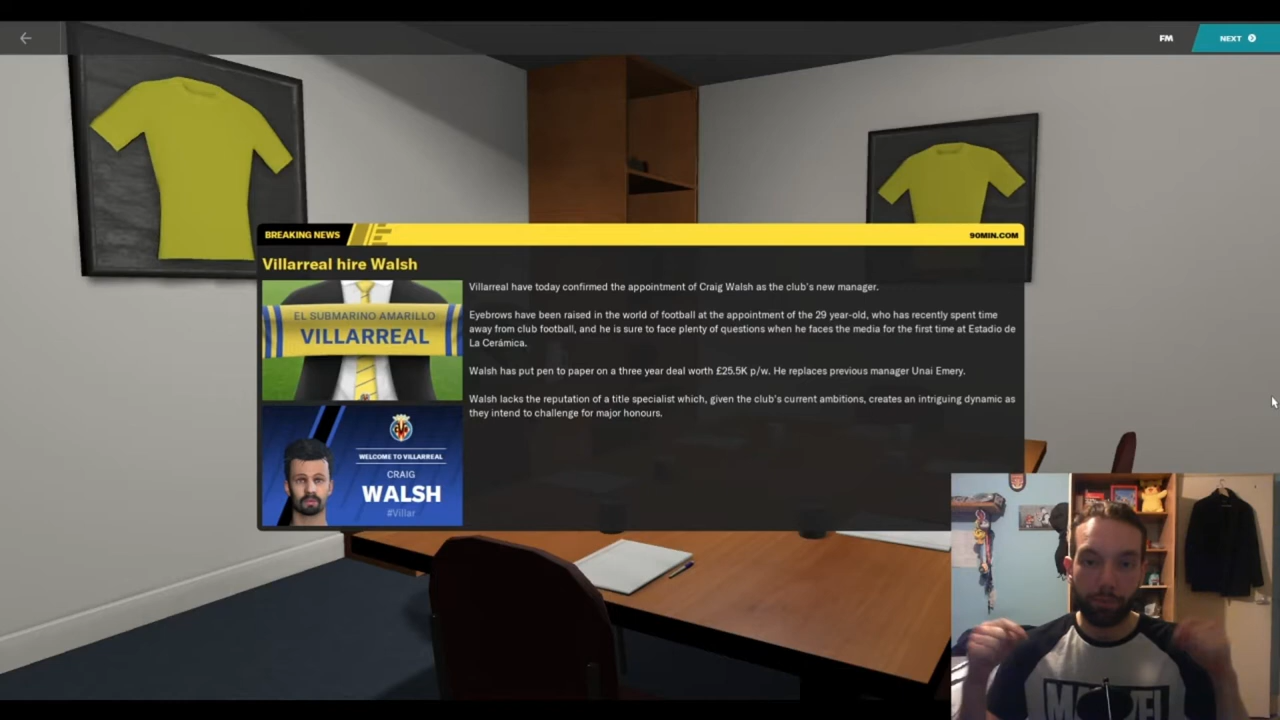 FM
NEXT
BREAKING NEWS
90MIN.COM
Villarreal hire Walsh
EL SUBMARINO AMARILLO
VILLARREAL
Villarreal have today confirmed the appointment of Craig Walsh as the club's new manager.
Eyebrows have been raised in the world of football at the appointment of the 29 year-old, who has recently spent time
away from club football, and he is sure to face plenty of questions when he faces the media for the first time at Estadio de
La Cerámica.
Walsh has put pen to paper on a three year deal worth £25.5K p/w. He replaces previous manager Unai Emery.
Walsh lacks the reputation of a title specialist which, given the club's current ambitions, creates an intriguing dynamic as
they intend to challenge for major honours.
WELCOME TO VILLARREAL
CRAIG
WALSH
#Villar
MARVEL